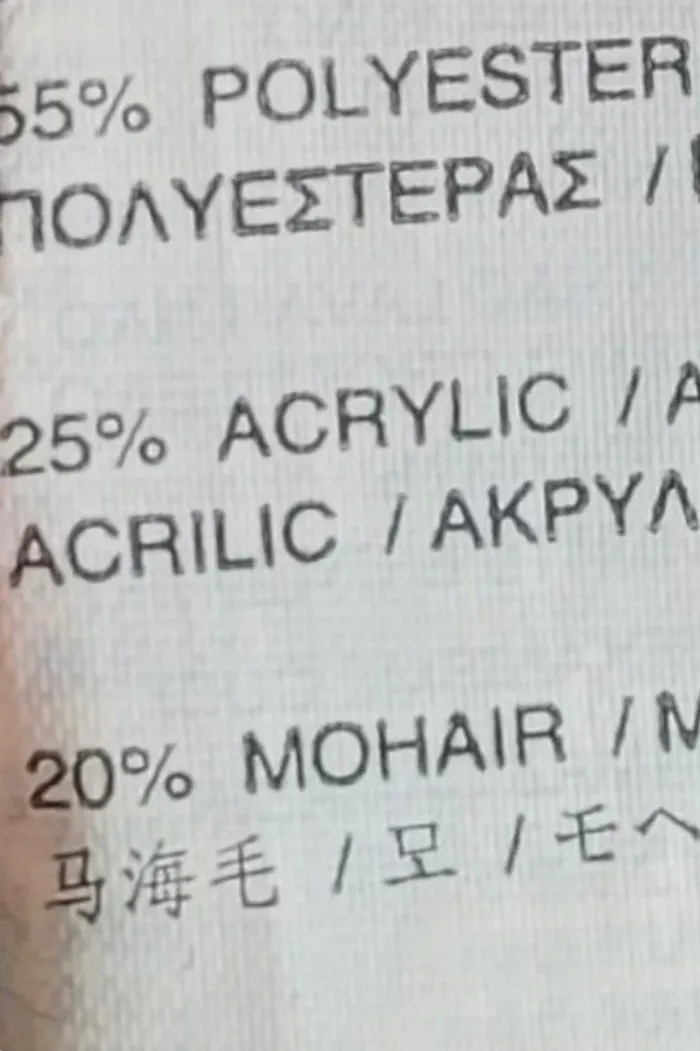 55% POLYESTER
ΠΟΛΥΕΣΤΕΡΑΣ /
25% ACRYLIC / A
ACRILIC / ΑΚΡΥΛ
20% MOHAIR / M
马海毛 / 모 / モヘ